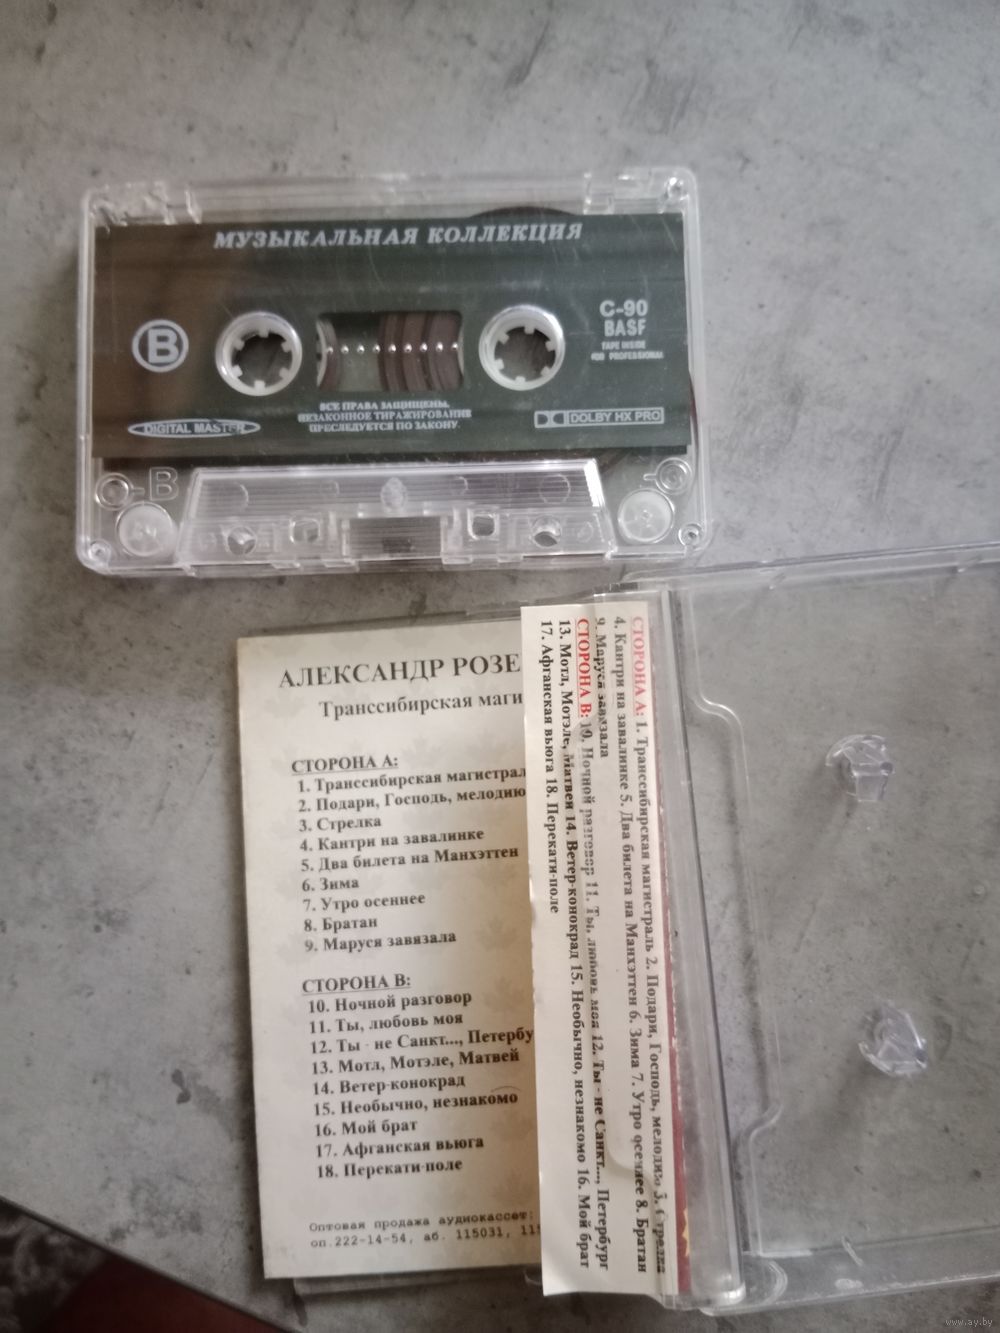 МУЗЫКАЛЬНАЯ КОЛЛЕКЦИЯ
C-90
BASF
TAPE INSIDE
FOR PROFESSIONAL
B
ВСЕ ПРАВА ЗАЩИЩЕНЫ.
НЕЗАКОННОЕ ТИРАЖИРОВАНИЕ
ПРЕСЛЕДУЕТСЯ ПО ЗАКОНУ.
DIGITAL MASTER
DOLBY HX PRO
B
АЛЕКСАНДР РОЗЕ
Транссибирская маги
СТОРОНА А:
1. Транссибирская магистрал
2. Подари, Господь, мелодию
3. Стрелка
4. Кантри на завалинке
5. Два билета на Манхэттен
6. Зима
7. Утро осеннее
8. Братан
9. Маруся завязала
СТОРОНА В:
10. Ночной разговор
11. Ты, любовь моя
12. Ты - не Санкт..., Петербу
13. Мотл, Мотэле, Матвей
14. Ветер-конокрад
15. Необычно, незнакомо
16. Мой брат
17. Афганская вьюга
18. Перекати-поле
Оптовая продажа аудиокассет:
оп.222-14-54, аб. 115031, 115
СТОРОНА А: 1. Транссибирская магистраль 2. Подари, Господь, мелодию 3. Стрелка
4. Кантри на завалинке 5. Два билета на Манхэттен 6. Зима 7. Утро осеннее 8. Братан
9. Маруся завязала
СТОРОНА В: 10. Ночной разговор 11. Ты, любовь моя 12. Ты - не Санкт..., Петербург
13. Мотл, Мотэле, Матвей 14. Ветер-конокрад 15. Необычно, незнакомо 16. Мой брат
17. Афганская вьюга 18. Перекати-поле
www.ay.by